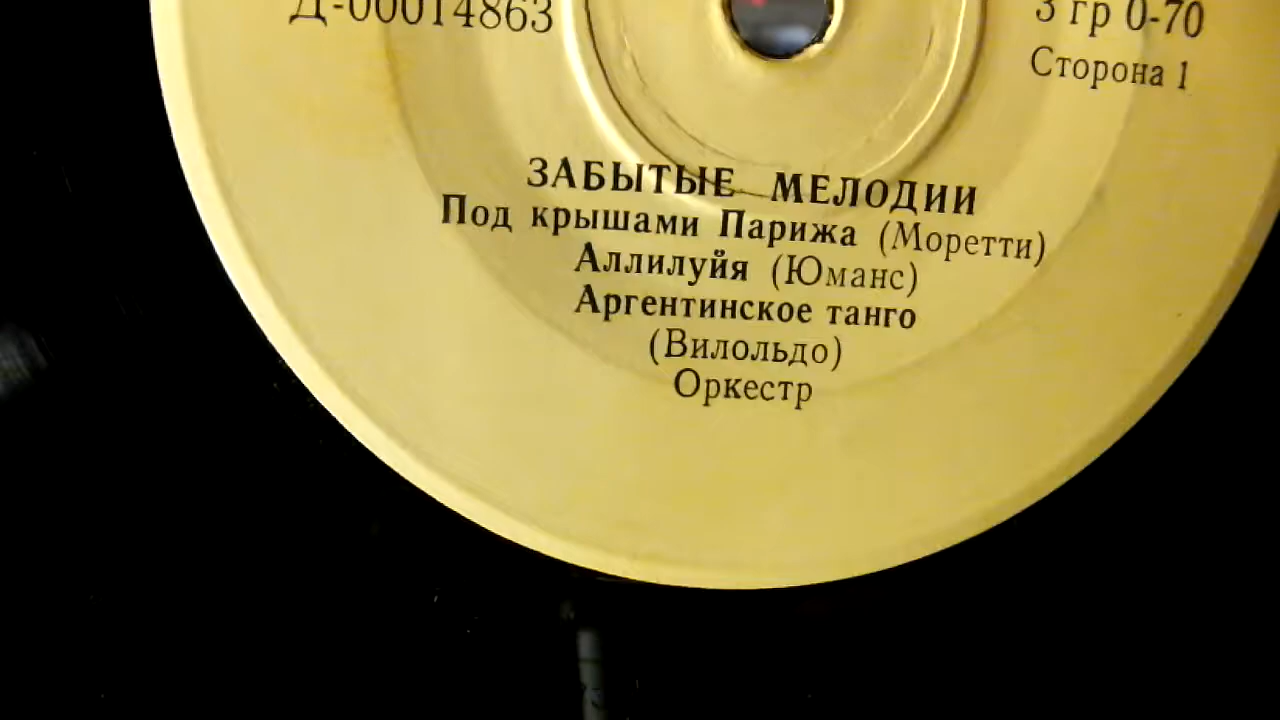 Д-00014863
3 гр 0-70
Сторона 1
ЗАБЫТЫЕ МЕЛОДИИ
Под крышами Парижа (Моретти)
Аллилуйя (Юманс)
Аргентинское танго
(Вилольдо)
Оркестр